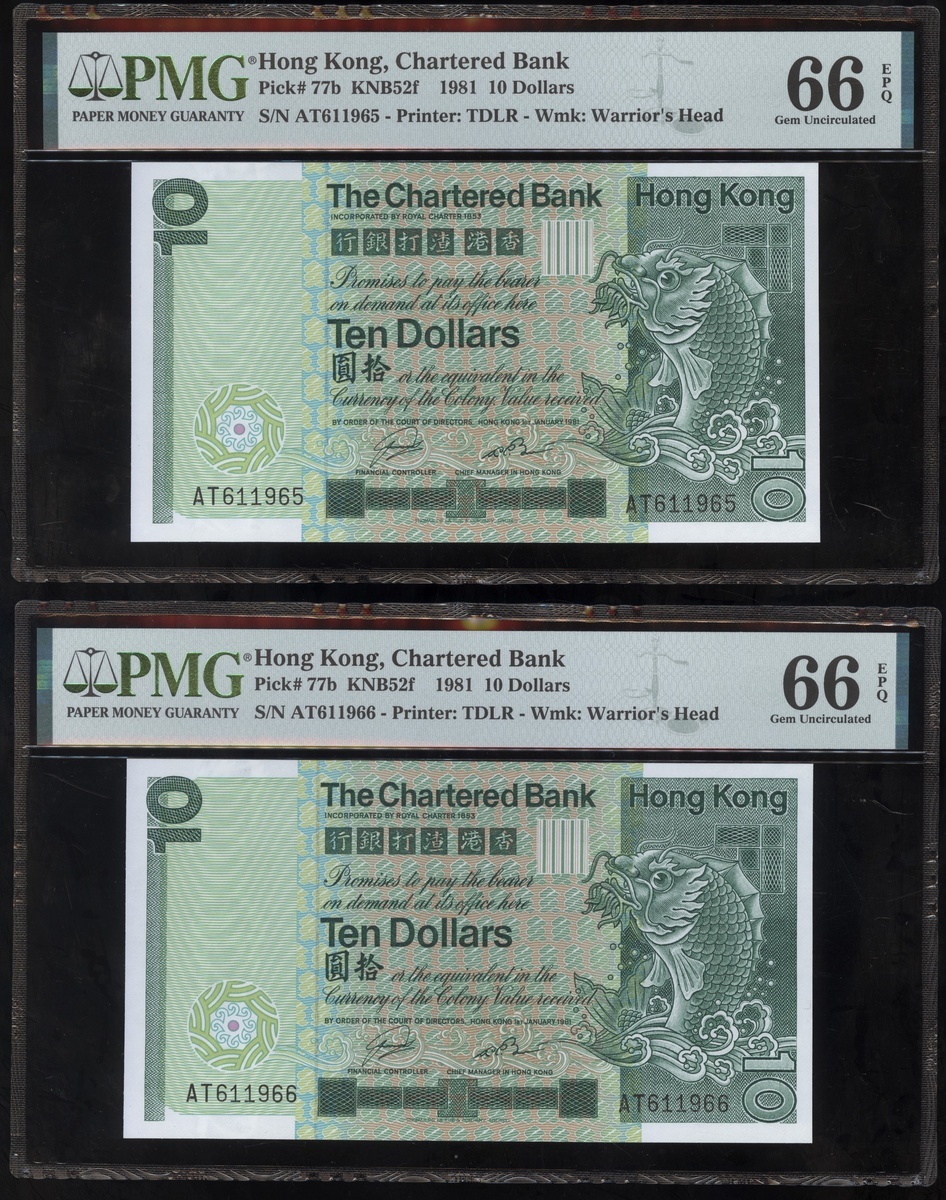 PMG® Hong Kong, Chartered Bank
Pick# 77b KNB52f 1981 10 Dollars
PAPER MONEY GUARANTY
S/N AT611965 - Printer: TDLR - Wmk: Warrior's Head
66 EPQ
Gem Uncirculated
10
The Chartered Bank
Hong Kong
INCORPORATED BY ROYAL CHARTER 1853
行銀打渣港香
Promises to pay the bearer
on demand at its office here
Ten Dollars
圓拾 or the equivalent in the
Currency of the Colony Value received
BY ORDER OF THE COURT OF DIRECTORS, HONG KONG 1ST JANUARY 1981
FINANCIAL CONTROLLER CHIEF MANAGER IN HONG KONG
AT611965
AT611965
10
PMG® Hong Kong, Chartered Bank
Pick# 77b KNB52f 1981 10 Dollars
PAPER MONEY GUARANTY
S/N AT611966 - Printer: TDLR - Wmk: Warrior's Head
66 EPQ
Gem Uncirculated
10
The Chartered Bank
Hong Kong
INCORPORATED BY ROYAL CHARTER 1853
行銀打渣港香
Promises to pay the bearer
on demand at its office here
Ten Dollars
圓拾 or the equivalent in the
Currency of the Colony Value received
BY ORDER OF THE COURT OF DIRECTORS, HONG KONG 1ST JANUARY 1981
FINANCIAL CONTROLLER CHIEF MANAGER IN HONG KONG
AT611966
AT611966
10